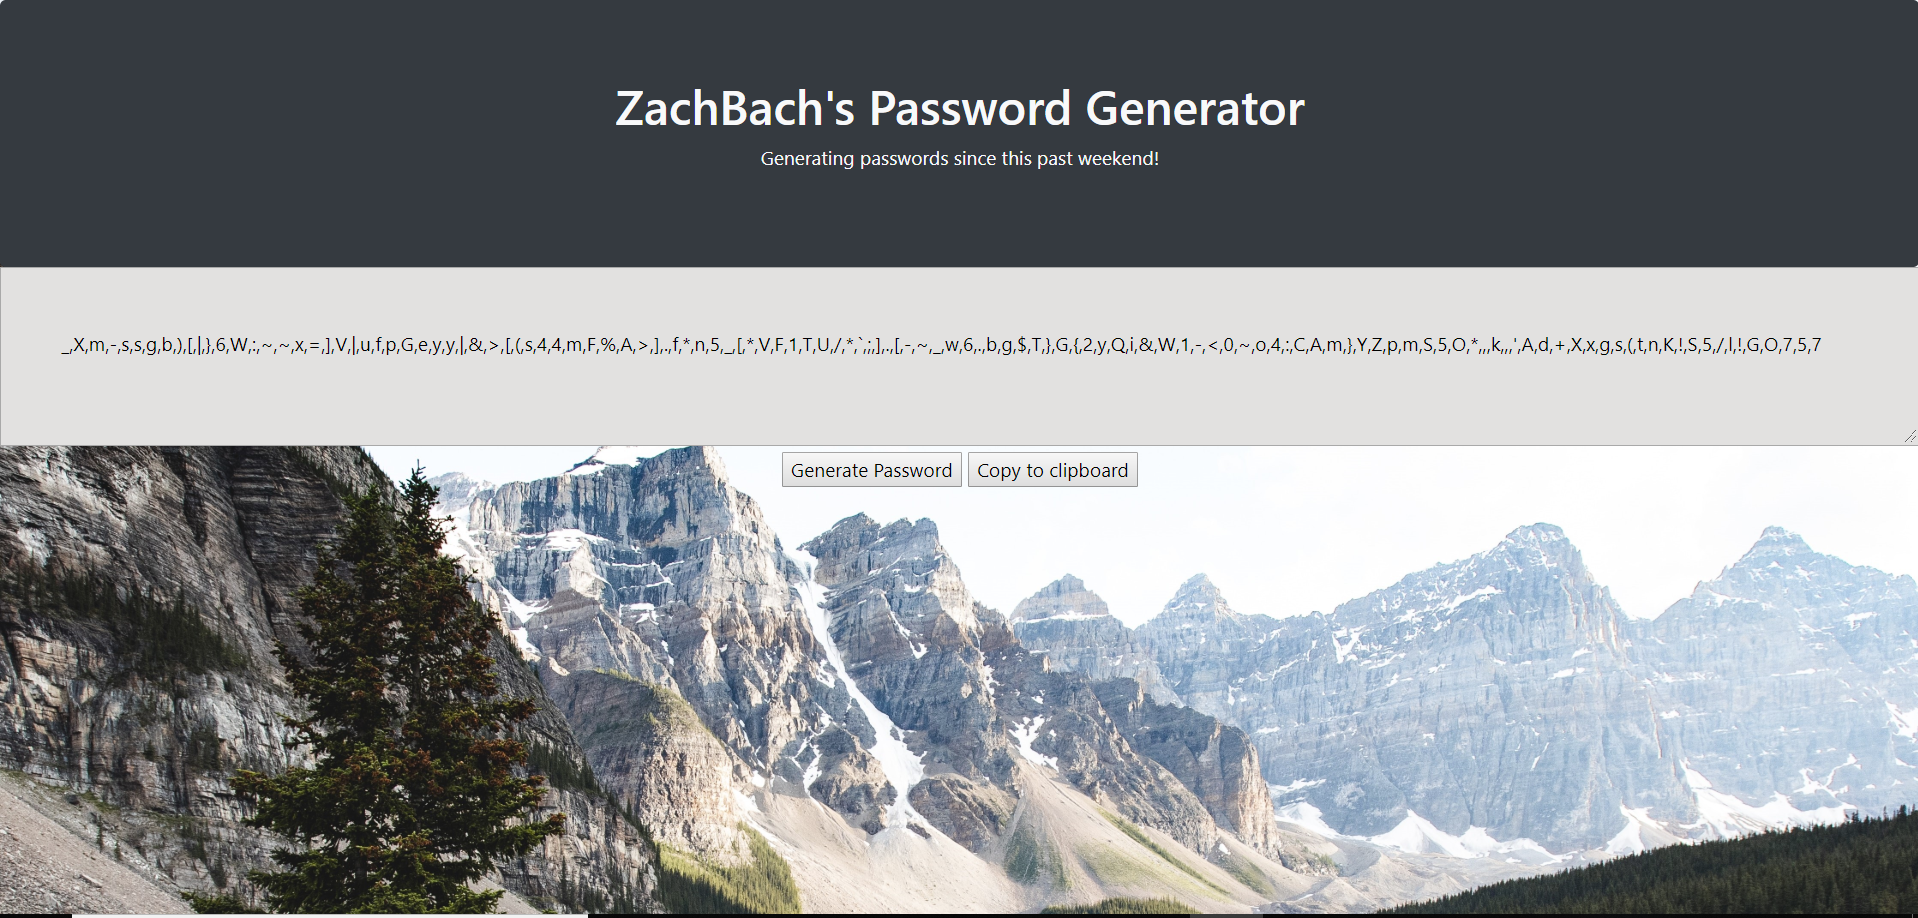 ZachBach's Password Generator
Generating passwords since this past weekend!
_,X,m,-,s,s,g,b,),[,|,},6,W,:,~,~,x,=,],V,|,u,f,p,G,e,y,y,|,&,>,[,(,s,4,4,m,F,%,A,>,],.,f,*,n,5,_,[,*,V,F,1,T,U,/,*,`,;,],.,[,-,~,_,w,6,.,b,g,$,T,},G,{,2,y,Q,i,&,W,1,-,<,0,~,o,4,:,C,A,m,},Y,Z,p,m,S,5,O,*,,,k,,,',A,d,+,X,x,g,s,(,t,n,K,!,S,5,/,l,!,G,O,7,5,7
Generate Password Copy to clipboard